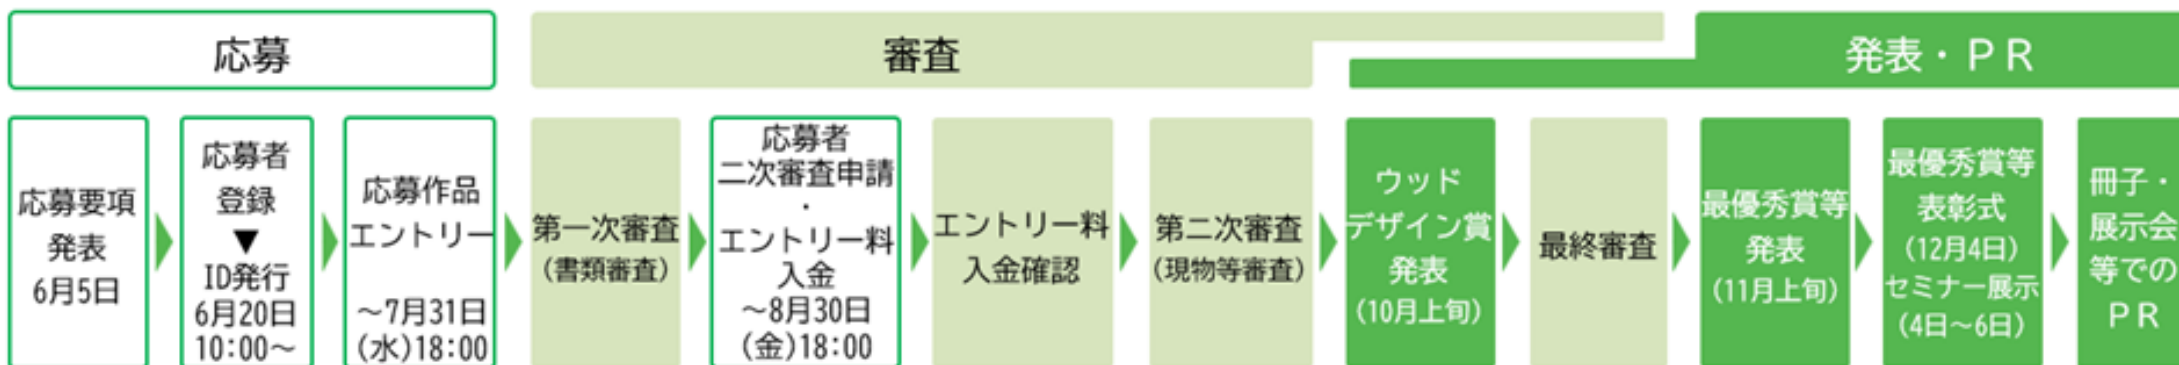 応募
審査
発表・ＰＲ
応募要項
発表
6月5日
応募者
登録
▼
ID発行
6月20日
10:00～
応募作品
エントリー
～7月31日
(水)18:00
第一次審査
(書類審査)
応募者
二次審査申請
・
エントリー料
入金
～8月30日
(金)18:00
エントリー料
入金確認
第二次審査
(現物等審査)
ウッド
デザイン賞
発表
(10月上旬)
最終審査
最優秀賞等
発表
(11月上旬)
最優秀賞等
表彰式
(12月4日)
セミナー展示
(4日～6日)
冊子・
展示会
等での
ＰＲ